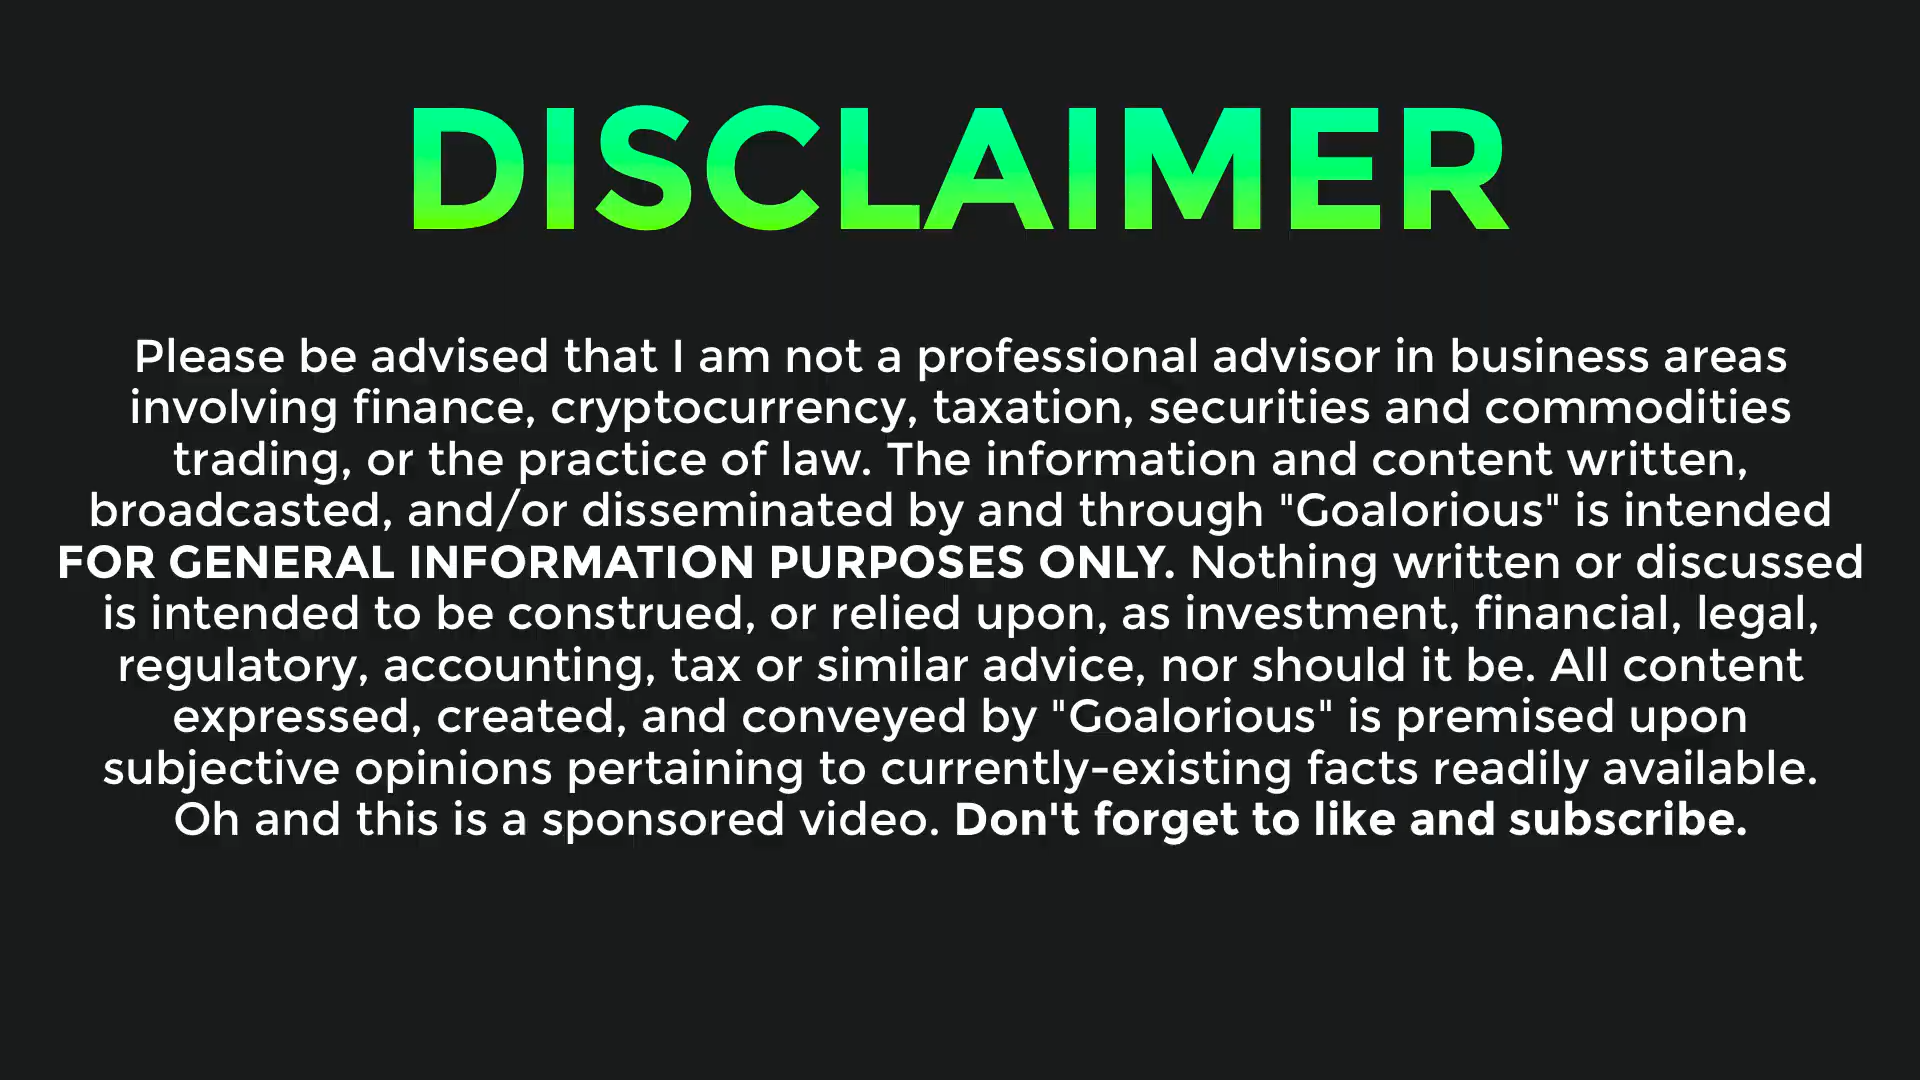 DISCLAIMER
Please be advised that I am not a professional advisor in business areas
involving finance, cryptocurrency, taxation, securities and commodities
trading, or the practice of law. The information and content written,
broadcasted, and/or disseminated by and through "Goalorious" is intended
FOR GENERAL INFORMATION PURPOSES ONLY. Nothing written or discussed
is intended to be construed, or relied upon, as investment, financial, legal,
regulatory, accounting, tax or similar advice, nor should it be. All content
expressed, created, and conveyed by "Goalorious" is premised upon
subjective opinions pertaining to currently-existing facts readily available.
Oh and this is a sponsored video. Don't forget to like and subscribe.